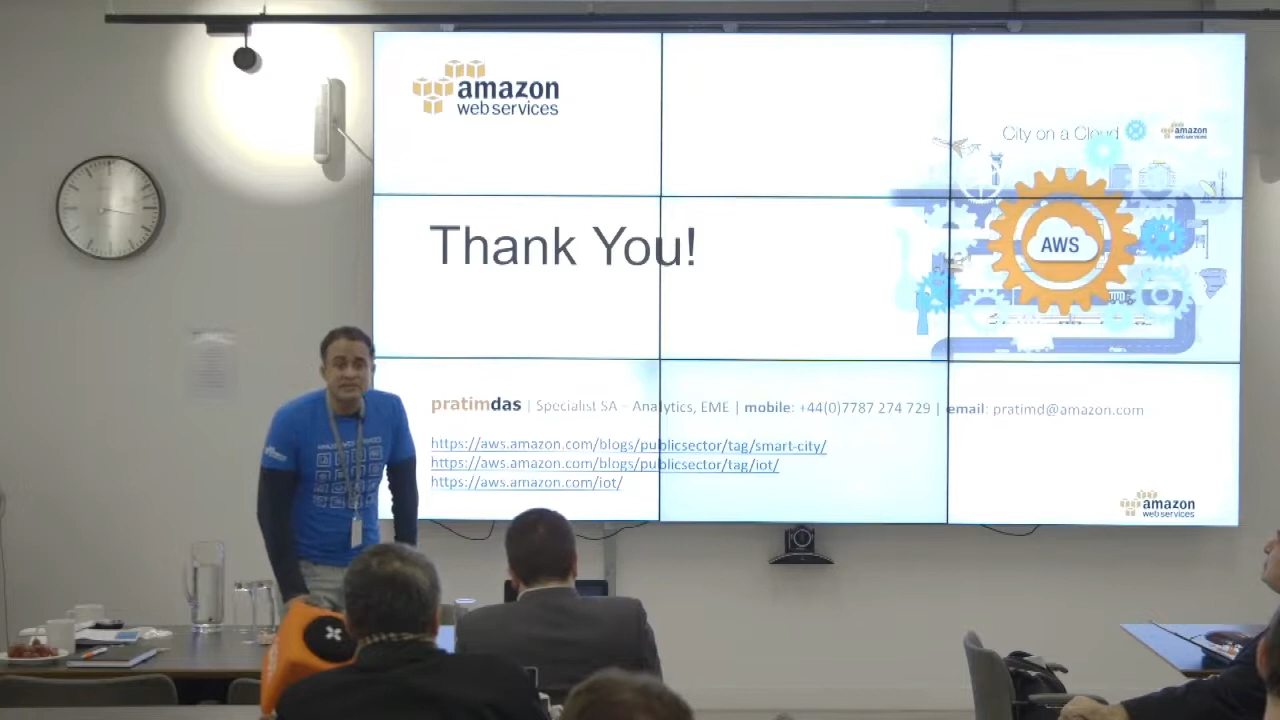 amazon
web services
City on a Cloud
amazon
web services
Thank You!
AWS
pratimdas | Specialist SA – Analytics, EME | mobile: +44(0)7787 274 729 | email: pratimd@amazon.com
https://aws.amazon.com/blogs/publicsector/tag/smart-city/
https://aws.amazon.com/blogs/publicsector/tag/iot/
https://aws.amazon.com/iot/
amazon
web services